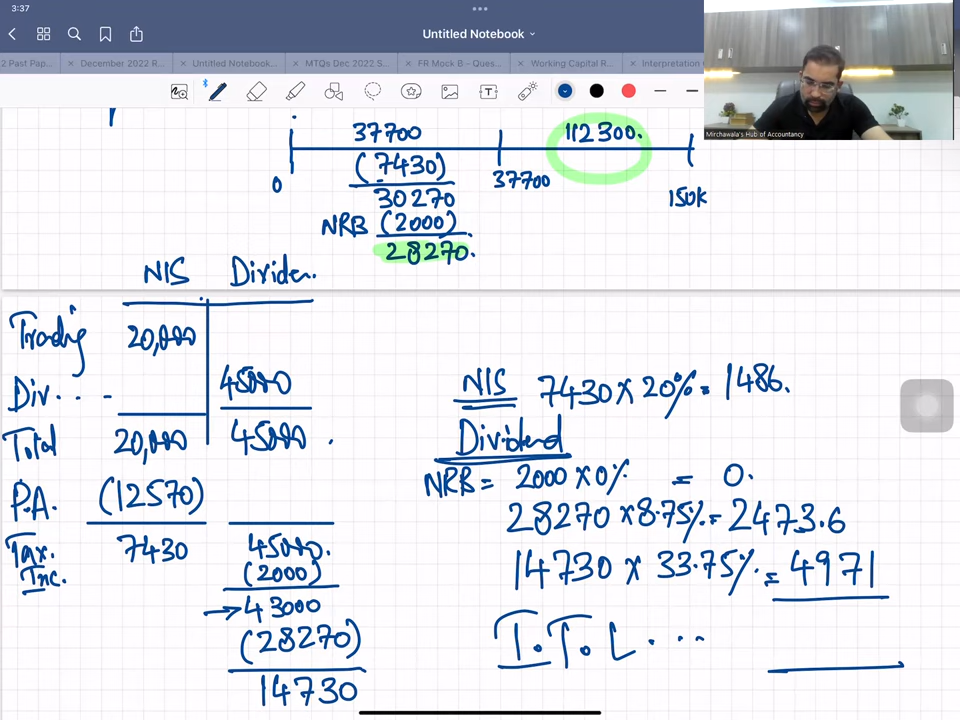 3:37
Untitled Notebook
2 Past Pap...
December 2022 R...
Untitled Notebook...
MTQs Dec 2022 S...
FR Mock B - Ques...
Working Capital R...
Interpretation
Mirchawala's Hub of Accountancy
37700
112300.
(7430)
0
30270
37700
150K
NRB (2000)
28270.
NIS Dividen.
Trading 20,000
Div... - 45000
Total 20,000 45000.
P.A. (12570)
Tax. Inc. 7430 45000.
(2000)
→ 43000
(28270)
14730
NIS 7430 x 20% = 1486.
Dividend
NRB = 2000 x 0% = 0.
28270 x 8.75% = 2473.6
14730 x 33.75% = 4971
I.T.L...